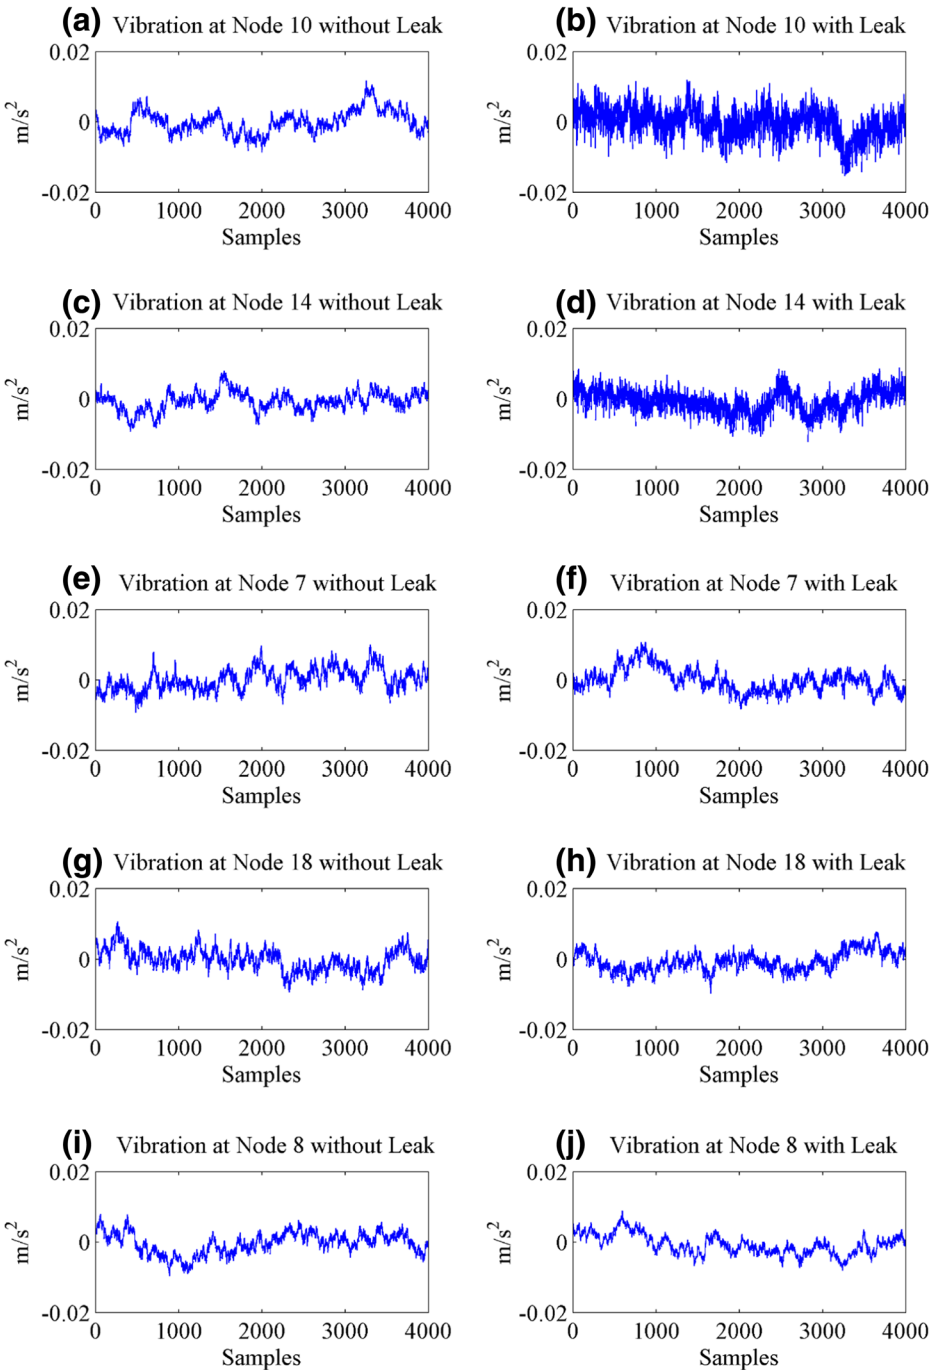 (a) Vibration at Node 10 without Leak
(b) Vibration at Node 10 with Leak
0.02
0
-0.02
m/s²
0 1000 2000 3000 4000
Samples
0.02
0
-0.02
m/s²
0 1000 2000 3000 4000
Samples
(c) Vibration at Node 14 without Leak
(d) Vibration at Node 14 with Leak
0.02
0
-0.02
m/s²
0 1000 2000 3000 4000
Samples
0.02
0
-0.02
m/s²
0 1000 2000 3000 4000
Samples
(e) Vibration at Node 7 without Leak
(f) Vibration at Node 7 with Leak
0.02
0
-0.02
m/s²
0 1000 2000 3000 4000
Samples
0.02
0
-0.02
m/s²
0 1000 2000 3000 4000
Samples
(g) Vibration at Node 18 without Leak
(h) Vibration at Node 18 with Leak
0.02
0
-0.02
m/s²
0 1000 2000 3000 4000
Samples
0.02
0
-0.02
m/s²
0 1000 2000 3000 4000
Samples
(i) Vibration at Node 8 without Leak
(j) Vibration at Node 8 with Leak
0.02
0
-0.02
m/s²
0 1000 2000 3000 4000
Samples
0.02
0
-0.02
m/s²
0 1000 2000 3000 4000
Samples